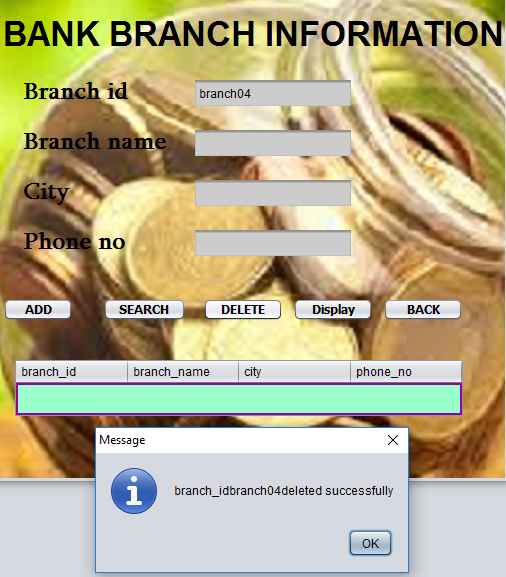 BANK BRANCH INFORMATION
Branch id branch04
Branch name
City
Phone no
ADD SEARCH DELETE Display BACK
branch_id branch_name city phone_no
Message
branch_idbranch04deleted successfully
OK